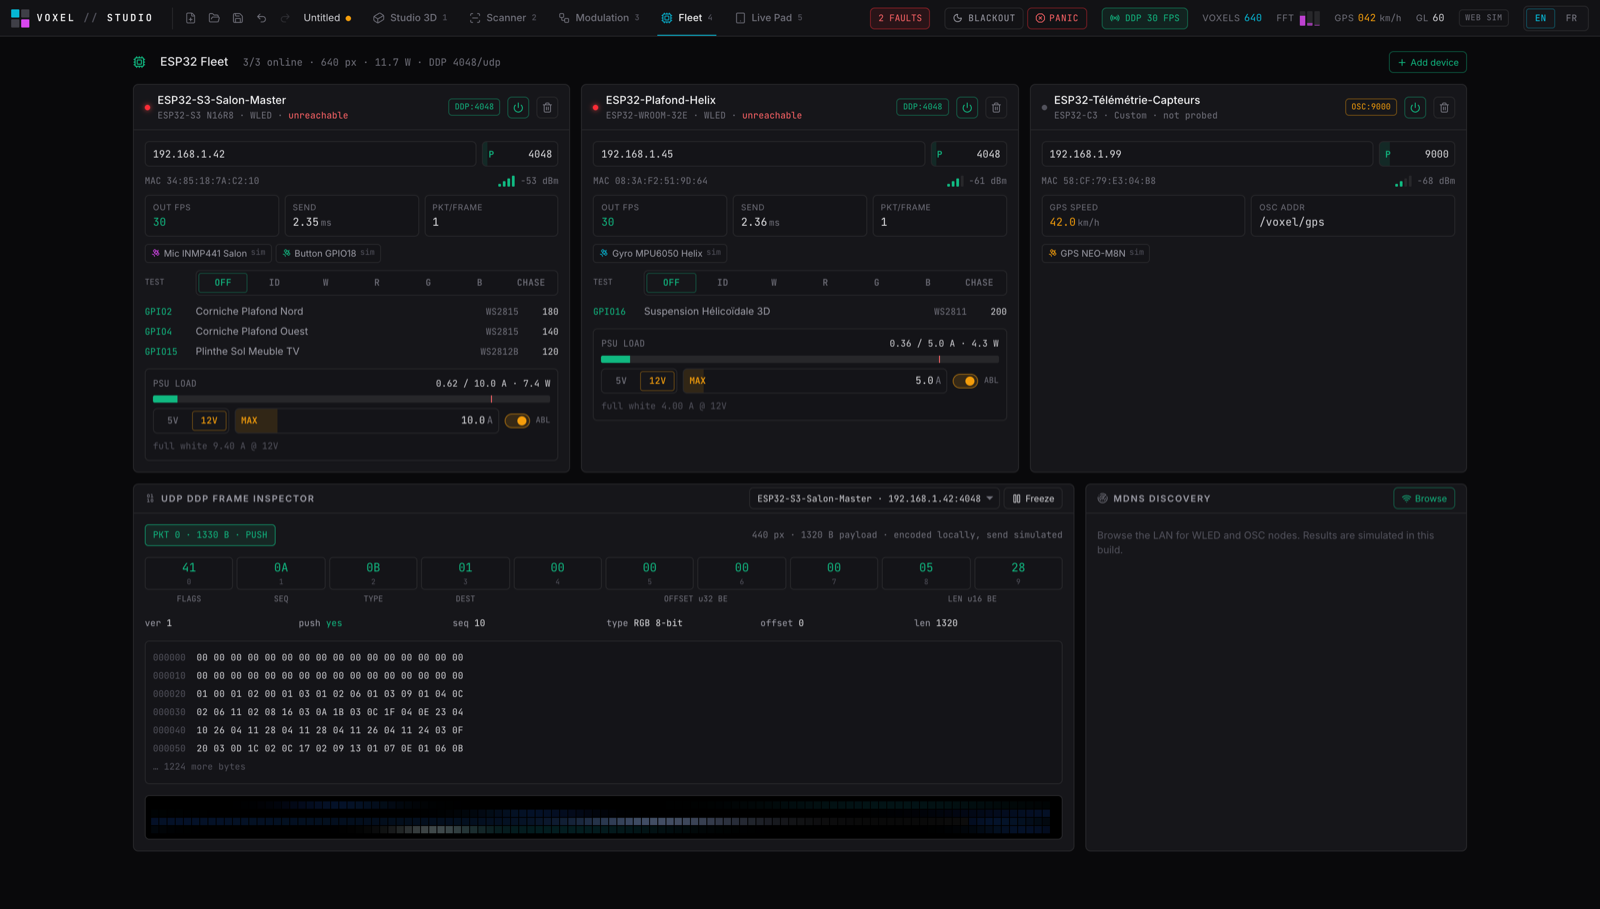 VOXEL // STUDIO
Untitled
Studio 3D 1
Scanner 2
Modulation 3
Fleet 4
Live Pad 5
2 FAULTS
BLACKOUT
PANIC
DDP 30 FPS
VOXELS 640
FFT
GPS 042 km/h
GL 60
WEB SIM
EN
FR
ESP32 Fleet
3/3 online · 640 px · 11.7 W · DDP 4048/udp
+ Add device
ESP32-S3-Salon-Master
ESP32-S3 N16R8 · WLED · unreachable
DDP:4048
192.168.1.42
P 4048
MAC 34:85:18:7A:C2:10
-53 dBm
OUT FPS
30
SEND
2.35 ms
PKT/FRAME
1
Mic INMP441 Salon sim
Button GPIO18 sim
TEST
OFF ID W R G B CHASE
GPIO2 Corniche Plafond Nord WS2815 180
GPIO4 Corniche Plafond Ouest WS2815 140
GPIO15 Plinthe Sol Meuble TV WS2812B 120
PSU LOAD
0.62 / 10.0 A · 7.4 W
5V 12V MAX 10.0 A ABL
full white 9.40 A @ 12V
ESP32-Plafond-Helix
ESP32-WROOM-32E · WLED · unreachable
DDP:4048
192.168.1.45
P 4048
MAC 08:3A:F2:51:9D:64
-61 dBm
OUT FPS
30
SEND
2.36 ms
PKT/FRAME
1
Gyro MPU6050 Helix sim
TEST
OFF ID W R G B CHASE
GPIO16 Suspension Hélicoïdale 3D WS2811 200
PSU LOAD
0.36 / 5.0 A · 4.3 W
5V 12V MAX 5.0 A ABL
full white 4.00 A @ 12V
ESP32-Télémétrie-Capteurs
ESP32-C3 · Custom · not probed
OSC:9000
192.168.1.99
P 9000
MAC 58:CF:79:E3:04:B8
-68 dBm
GPS SPEED
42.0 km/h
OSC ADDR
/voxel/gps
GPS NEO-M8N sim
UDP DDP FRAME INSPECTOR
ESP32-S3-Salon-Master · 192.168.1.42:4048
Freeze
PKT 0 · 1330 B · PUSH
440 px · 1320 B payload · encoded locally, send simulated
41 0A 0B 01 00 00 00 00 05 28
0 1 2 3 4 5 6 7 8 9
FLAGS SEQ TYPE DEST OFFSET u32 BE LEN u16 BE
ver 1 push yes seq 10 type RGB 8-bit offset 0 len 1320
000000 00 00 00 00 00 00 00 00 00 00 00 00 00 00 00 00
000010 00 00 00 00 00 00 00 00 00 00 00 00 00 00 00 00
000020 01 00 01 02 00 01 03 01 02 06 01 03 09 01 04 0C
000030 02 06 11 02 08 16 03 0A 1B 03 0C 1F 04 0E 23 04
000040 10 26 04 11 28 04 11 28 04 11 26 04 11 24 03 0F
000050 20 03 0D 1C 02 0C 17 02 09 13 01 07 0E 01 06 0B
… 1224 more bytes
MDNS DISCOVERY
Browse
Browse the LAN for WLED and OSC nodes. Results are simulated in this
build.